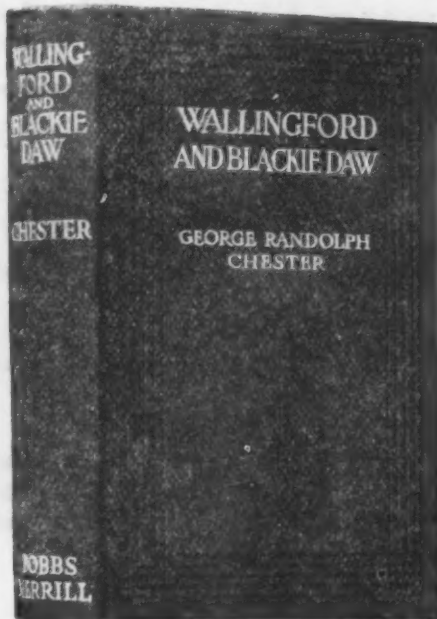 WALLING-
FORD
AND
BLACKIE
DAW
CHESTER
BOBBS
MERRILL
WALLINGFORD
AND BLACKIE DAW
GEORGE RANDOLPH
CHESTER